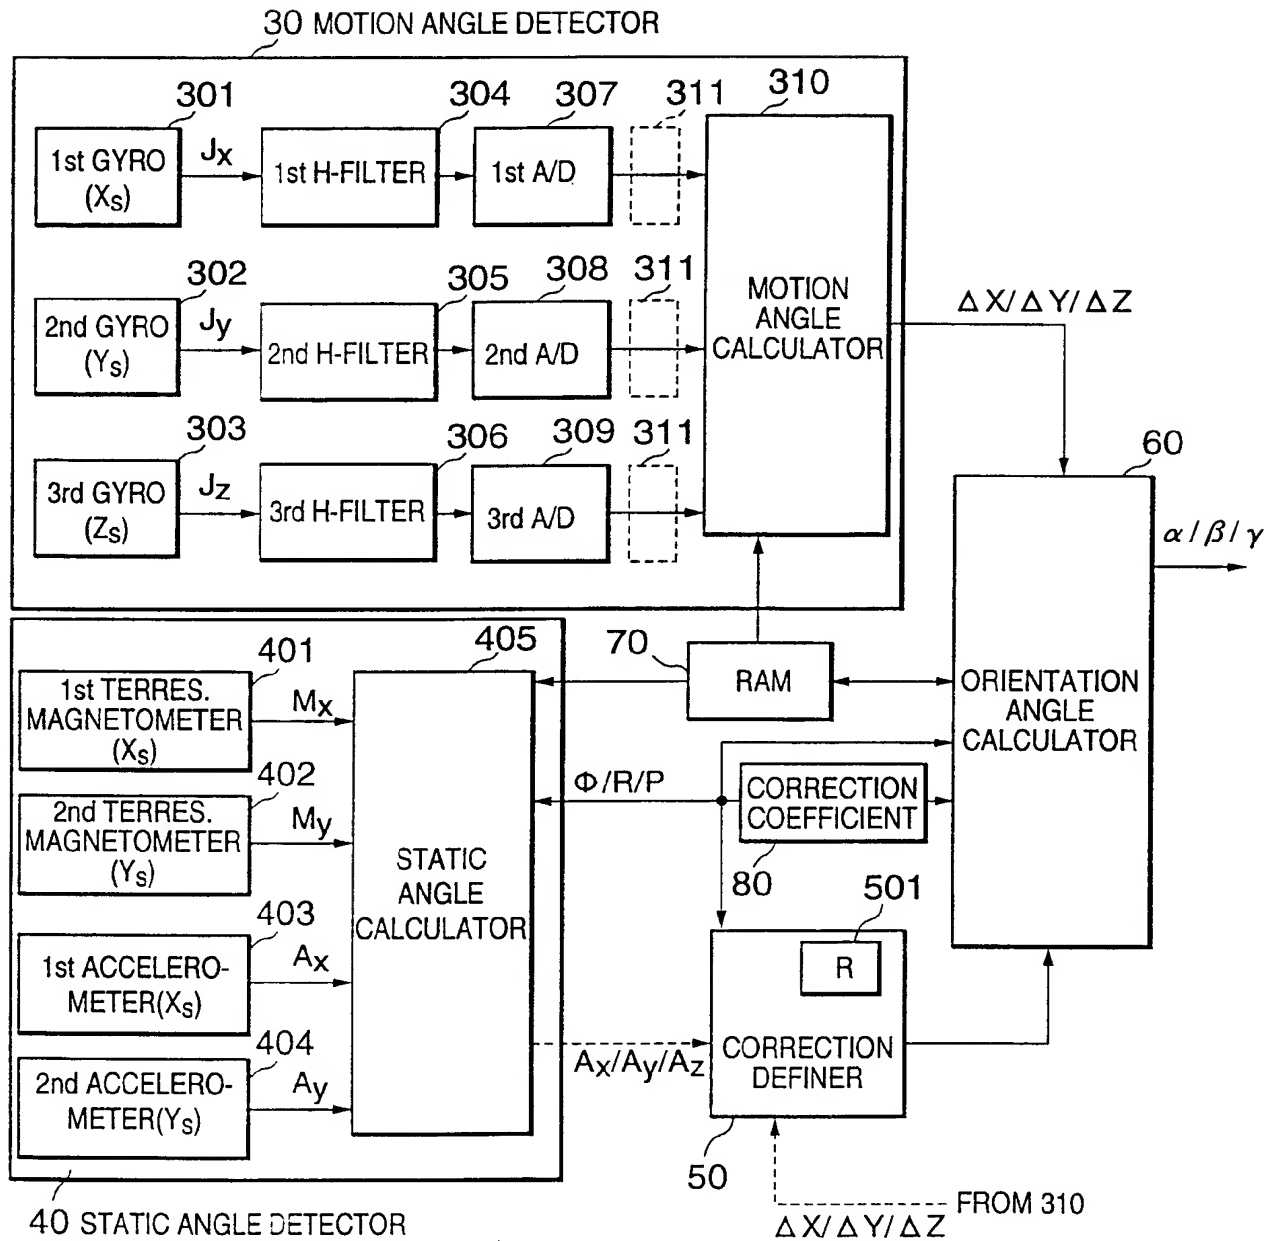 30 MOTION ANGLE DETECTOR
301
304
307
311
310
1st GYRO
(Xs)
Jx
1st H-FILTER
1st A/D
302
305
308
311
2nd GYRO
(Ys)
Jy
2nd H-FILTER
2nd A/D
MOTION
ANGLE
CALCULATOR
ΔX/ΔY/ΔZ
303
306
309
311
3rd GYRO
(Zs)
Jz
3rd H-FILTER
3rd A/D
60
α/β/γ
401
405
70
1st TERRES.
MAGNETOMETER
(Xs)
Mx
RAM
ORIENTATION
ANGLE
CALCULATOR
402
2nd TERRES.
MAGNETOMETER
(Ys)
My
Φ/R/P
CORRECTION
COEFFICIENT
80
STATIC
ANGLE
CALCULATOR
403
1st ACCELERO-
METER(Xs)
Ax
501
R
404
2nd ACCELERO-
METER(Ys)
Ay
Ax/Ay/Az
CORRECTION
DEFINER
50
FROM 310
ΔX/ΔY/ΔZ
40 STATIC ANGLE DETECTOR